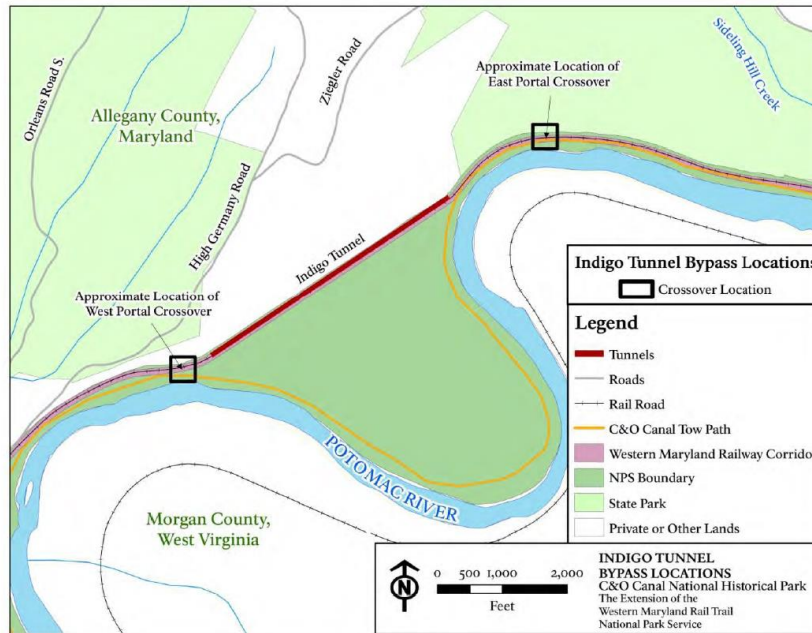 Orleans Road S.
Allegany County,
Maryland
Ziegler Road
High Germany Road
Approximate Location of
East Portal Crossover
Sideling Hill Creek
Indigo Tunnel
Approximate Location of
West Portal Crossover
POTOMAC RIVER
Morgan County,
West Virginia
Indigo Tunnel Bypass Locations
Crossover Location
Legend
Tunnels
Roads
Rail Road
C&O Canal Tow Path
Western Maryland Railway Corrido
NPS Boundary
State Park
Private or Other Lands
N
0 500 1,000 2,000
Feet
INDIGO TUNNEL
BYPASS LOCATIONS
C&O Canal National Historical Park
The Extension of the
Western Maryland Rail Trail
National Park Service